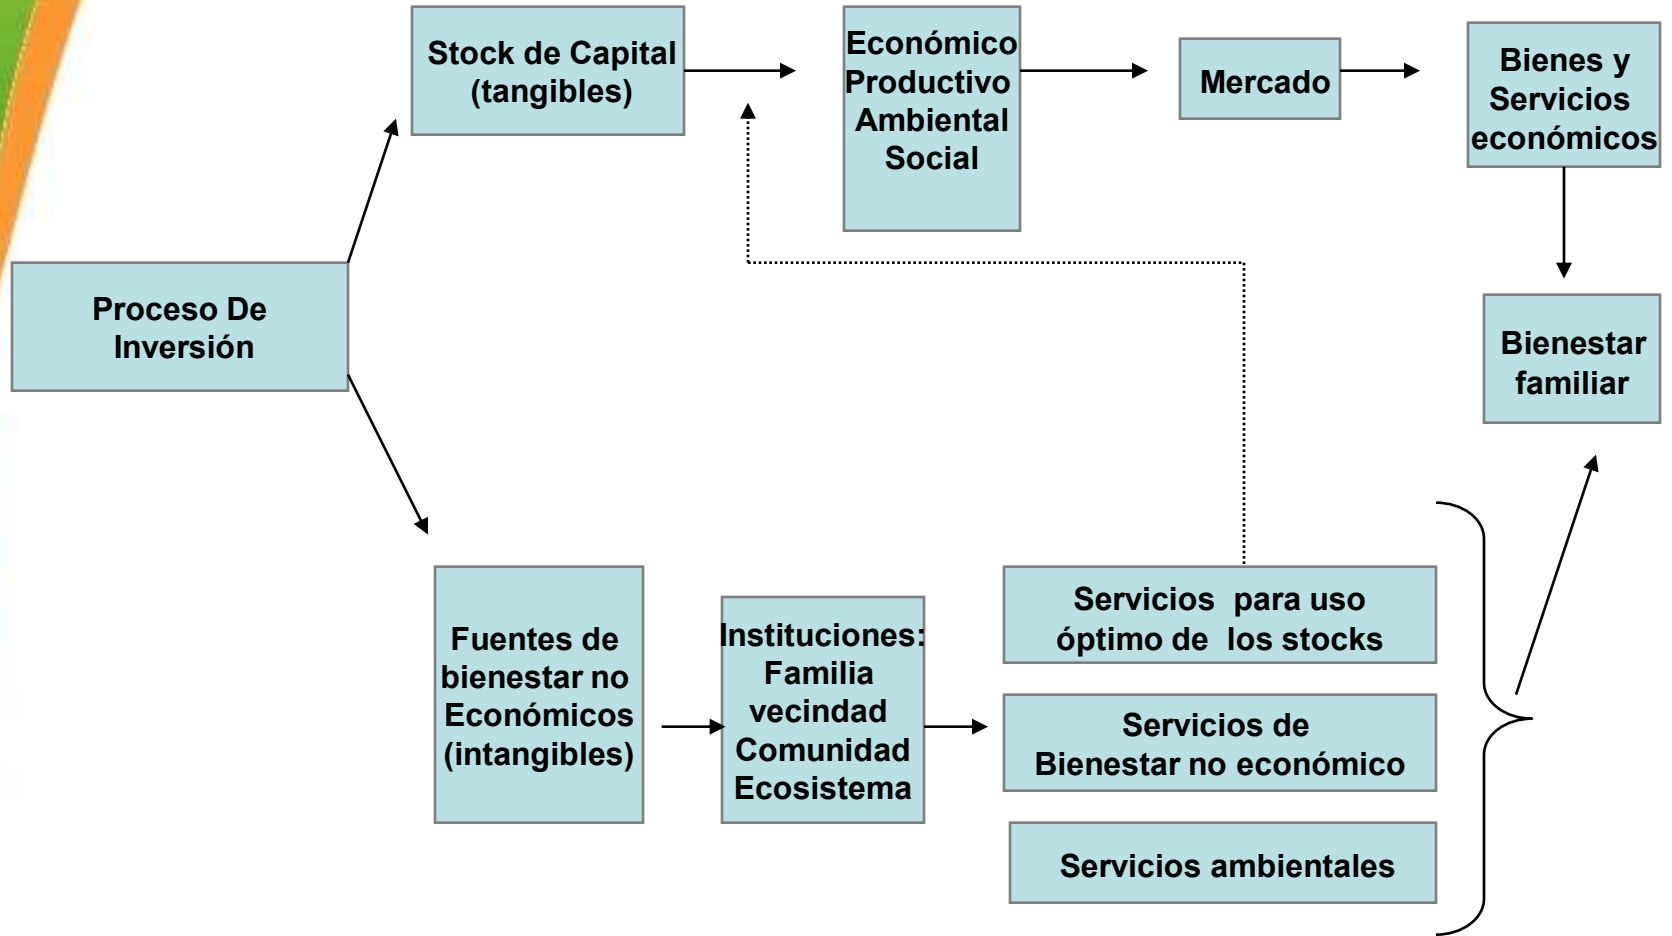 Stock de Capital
(tangibles)
Económico
Productivo
Ambiental
Social
Mercado
Bienes y
Servicios
económicos
Proceso De
Inversión
Bienestar
familiar
Fuentes de
bienestar no
Económicos
(intangibles)
Instituciones:
Familia
vecindad
Comunidad
Ecosistema
Servicios para uso
óptimo de los stocks
Servicios de
Bienestar no económico
Servicios ambientales